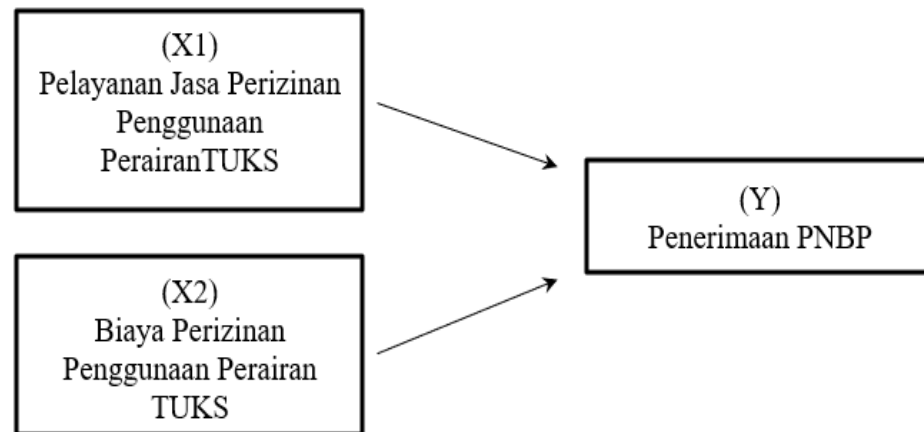 (X1)
Pelayanan Jasa Perizinan
Penggunaan
PerairanTUKS
(Y)
Penerimaan PNBP
(X2)
Biaya Perizinan
Penggunaan Perairan
TUKS